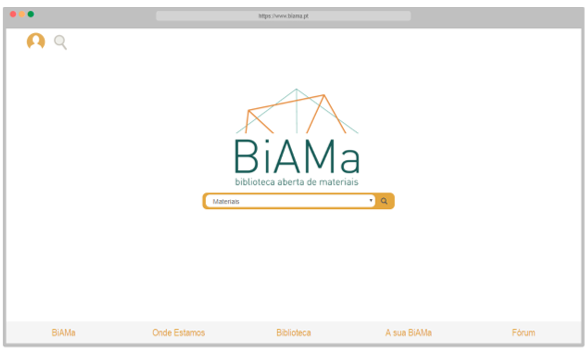 https://www.biama.pt
BiAMa
biblioteca aberta de materiais
Materiais
BiAMa Onde Estamos Biblioteca A sua BiAMa Fórum